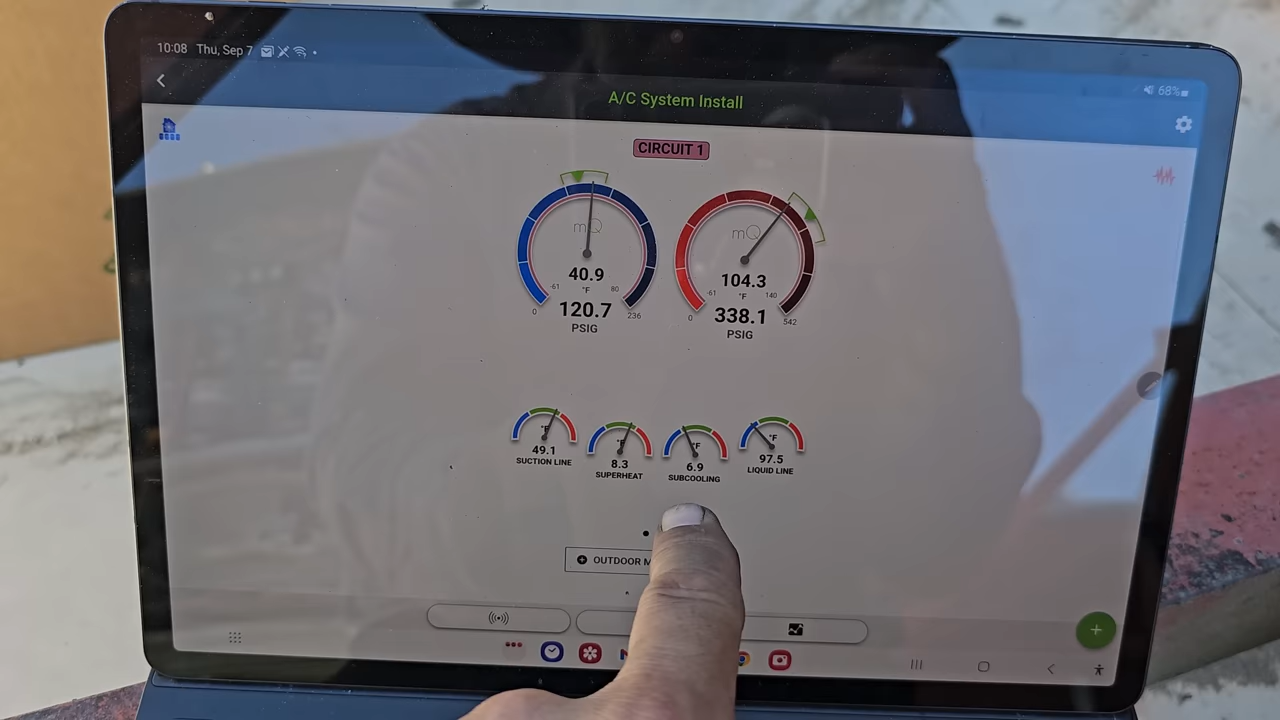 10:08 Thu, Sep 7
68%
A/C System Install
CIRCUIT 1
mQ
40.9
°F
-61
80
120.7
0
236
PSIG
mQ
104.3
°F
-61
140
338.1
0
542
PSIG
°F
49.1
SUCTION LINE
°F
8.3
SUPERHEAT
°F
6.9
SUBCOOLING
°F
97.5
LIQUID LINE
OUTDOOR